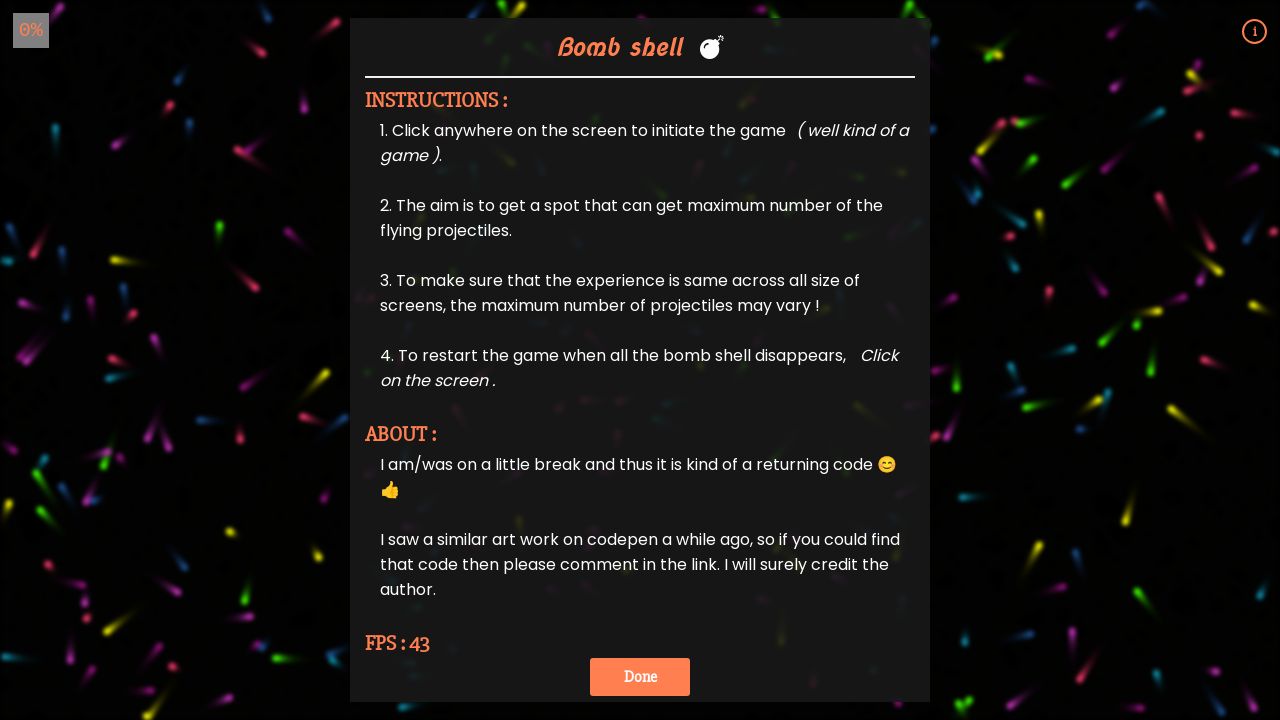 0%
i
Bomb shell 💣
INSTRUCTIONS :
1. Click anywhere on the screen to initiate the game ( well kind of a
game ).
2. The aim is to get a spot that can get maximum number of the
flying projectiles.
3. To make sure that the experience is same across all size of
screens, the maximum number of projectiles may vary !
4. To restart the game when all the bomb shell disappears, Click
on the screen .
ABOUT :
I am/was on a little break and thus it is kind of a returning code 😊
👍
I saw a similar art work on codepen a while ago, so if you could find
that code then please comment in the link. I will surely credit the
author.
FPS : 43
Done